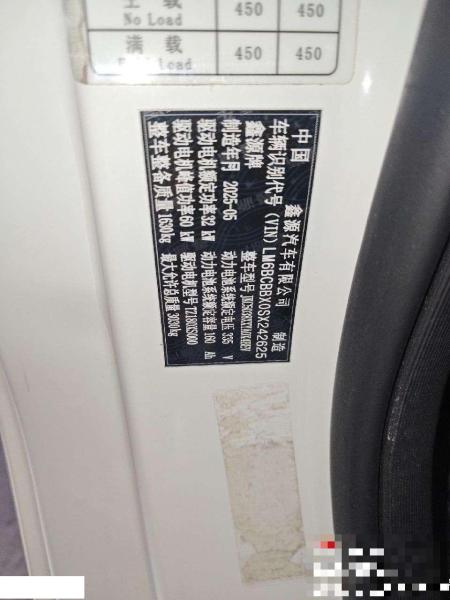 空 载 450 450
No Load
满 载 450 450
Load
中国 鑫源汽车有限公司 制造
车辆识别代号 (VIN) LM6BCBBX0SX242625
鑫源牌 整车型号
制造年月 2025-05 动力电池系统额定电压 335 V
驱动电机额定功率32 kW 动力电池系统额定容量 160 Ah
驱动电机峰值功率60 kW 驱动电机型号 TZ180XS000
整车整备质量 1630kg 最大允许总质量 3030kg